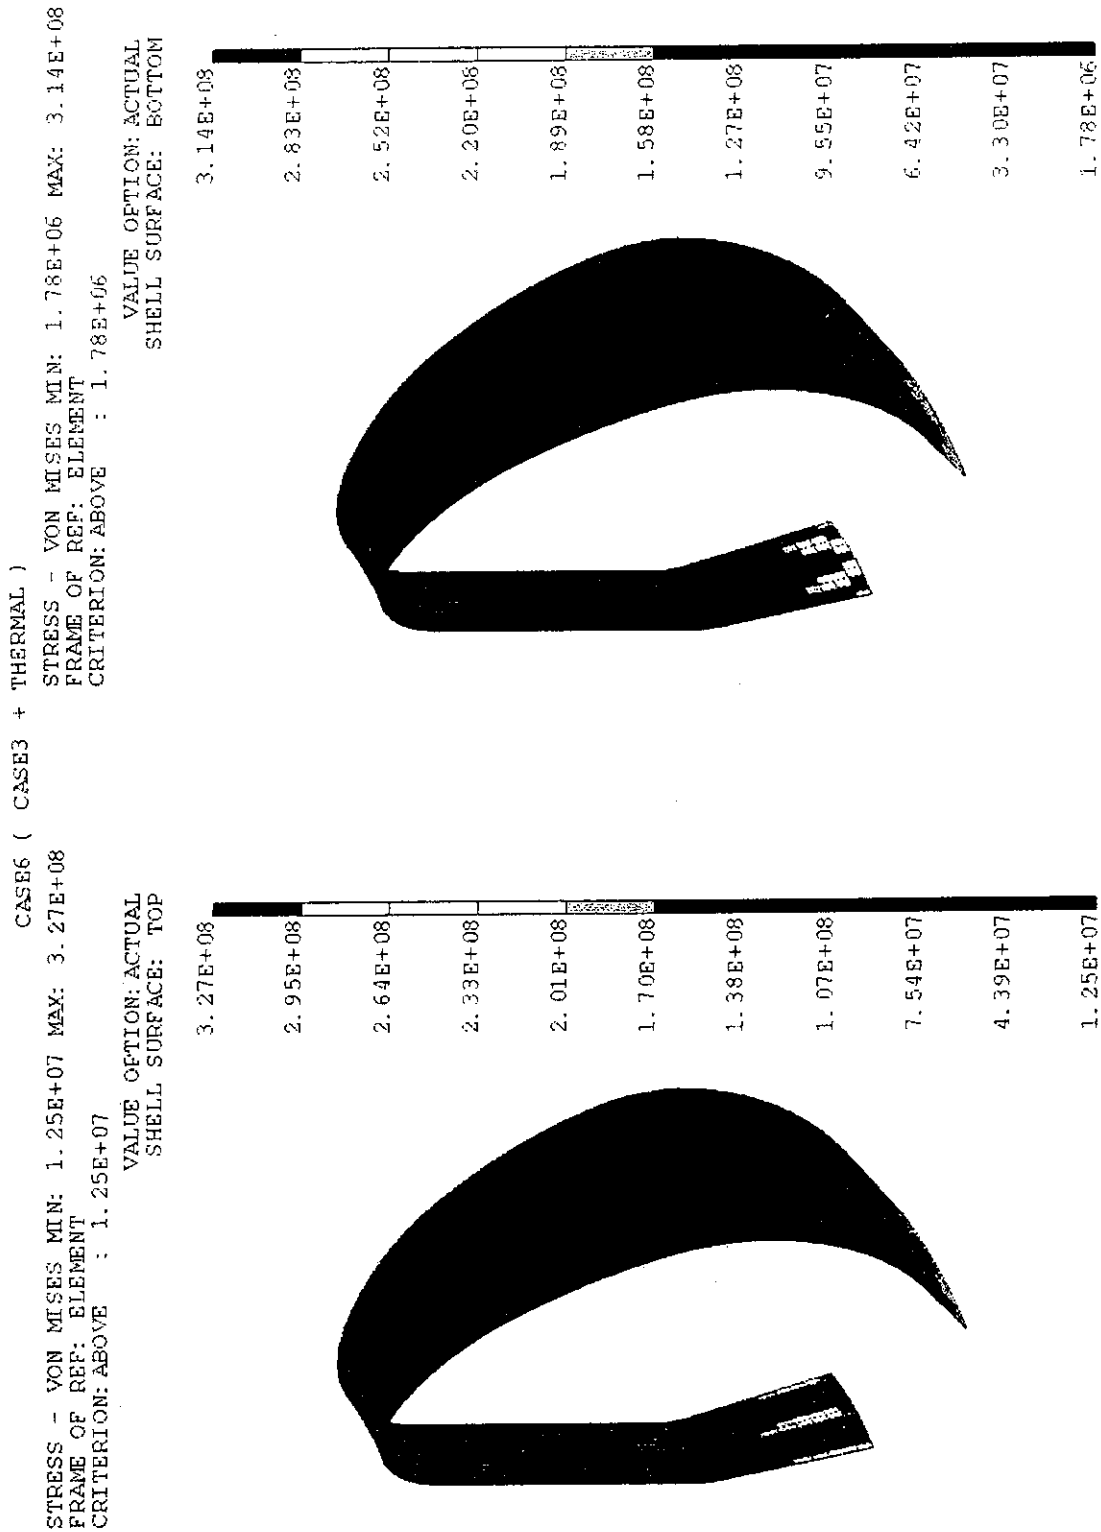 CASE6 ( CASE3 + THERMAL )
STRESS - VON MISES MIN: 1.25E+07 MAX: 3.27E+08
FRAME OF REF: ELEMENT
CRITERION: ABOVE : 1.25E+07
VALUE OPTION: ACTUAL
SHELL SURFACE: TOP
3.27E+08
2.95E+08
2.64E+08
2.33E+08
2.01E+08
1.70E+08
1.38E+08
1.07E+08
7.54E+07
4.39E+07
1.25E+07
STRESS - VON MISES MIN: 1.78E+06 MAX: 3.14E+08
FRAME OF REF: ELEMENT
CRITERION: ABOVE : 1.78E+06
VALUE OPTION: ACTUAL
SHELL SURFACE: BOTTOM
3.14E+08
2.83E+08
2.52E+08
2.20E+08
1.89E+08
1.58E+08
1.27E+08
9.55E+07
6.42E+07
3.30E+07
1.78E+06